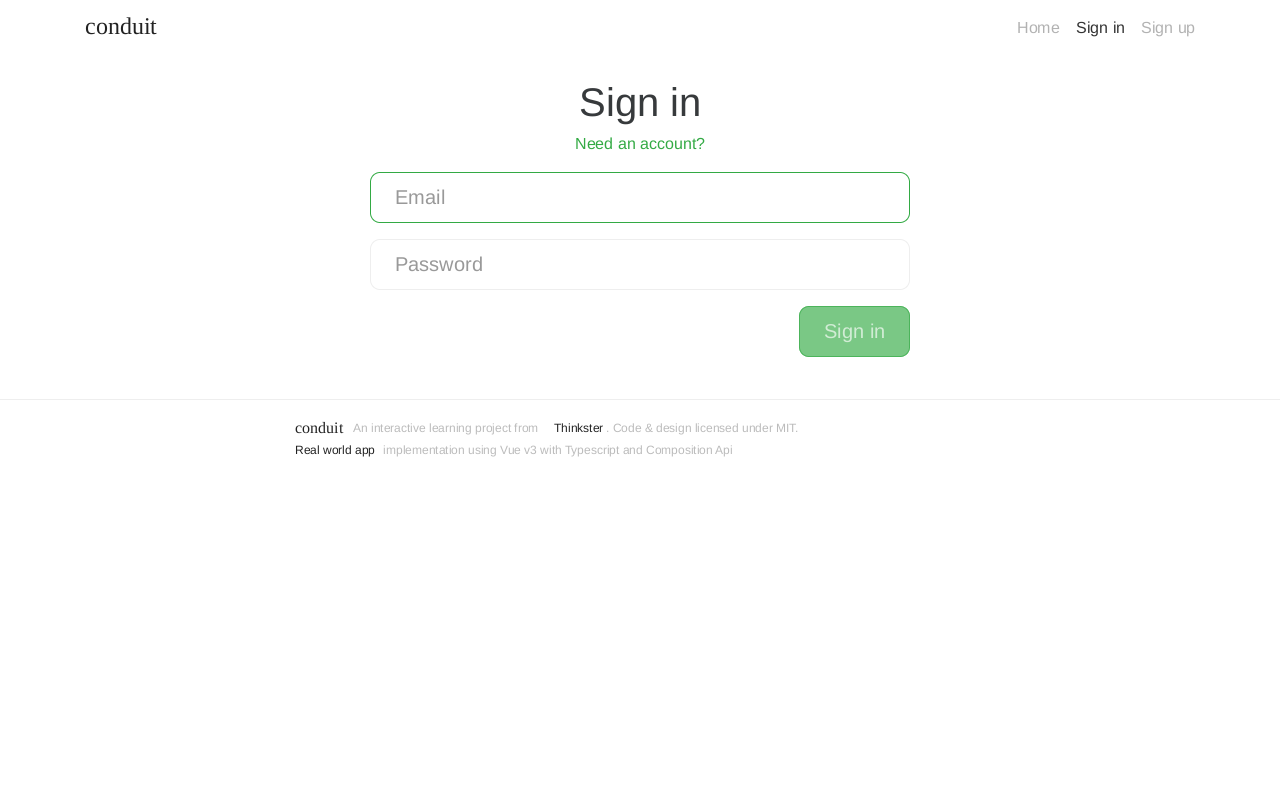 conduit Home Sign in Sign up
Sign in
Need an account?
Email
Password
Sign in
conduit An interactive learning project from Thinkster . Code & design licensed under MIT.
Real world app implementation using Vue v3 with Typescript and Composition Api